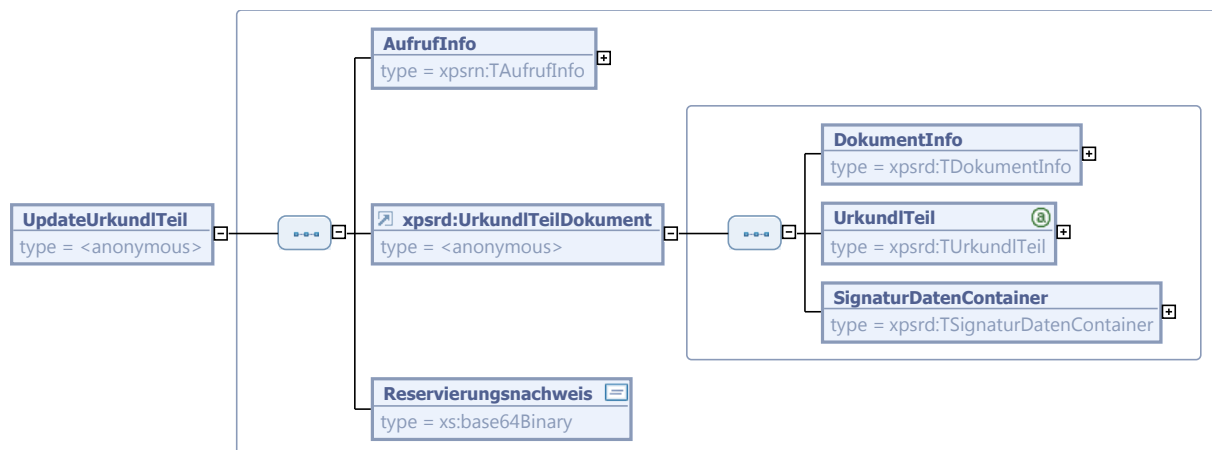 AufrufInfo
type = xpsrn:TAufrufInfo
DokumentInfo
type = xpsrd:TDokumentInfo
UpdateUrkundlTeil
type = <anonymous>
xpsrd:UrkundlTeilDokument
type = <anonymous>
UrkundlTeil
a
type = xpsrd:TUrkundlTeil
SignaturDatenContainer
type = xpsrd:TSignaturDatenContainer
Reservierungsnachweis
type = xs:base64Binary